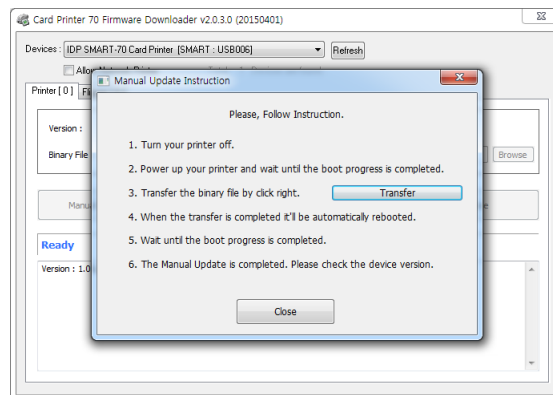 Card Printer 70 Firmware Downloader v2.0.3.0 (20150401)
Devices : IDP SMART-70 Card Printer [SMART : USB006] Refresh
Manual Update Instruction
Printer [ 0 ]
Please, Follow Instruction.
Version :
1. Turn your printer off.
Binary File
2. Power up your printer and wait until the boot progress is completed.
Browse
3. Transfer the binary file by click right. Transfer
4. When the transfer is completed it'll be automatically rebooted.
Ready
5. Wait until the boot progress is completed.
Version : 1.0
6. The Manual Update is completed. Please check the device version.
Close